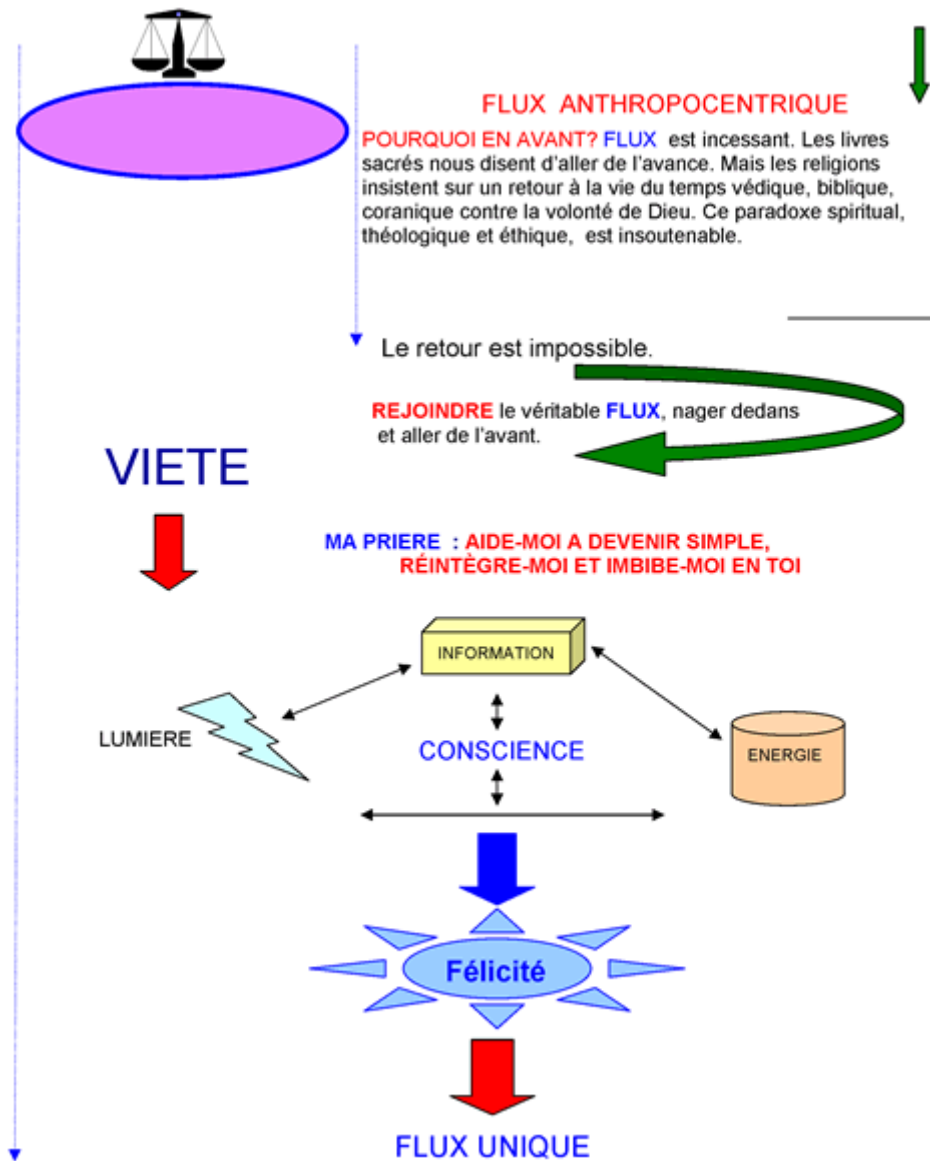 FLUX ANTHROPOCENTRIQUE
POURQUOI EN AVANT? FLUX est incessant. Les livres
sacrés nous disent d'aller de l'avance. Mais les religions
insistent sur un retour à la vie du temps védique, biblique,
coranique contre la volonté de Dieu. Ce paradoxe spiritual,
théologique et éthique, est insoutenable.
Le retour est impossible.
REJOINDRE le véritable FLUX, nager dedans
et aller de l'avant.
VIETE
MA PRIERE : AIDE-MOI A DEVENIR SIMPLE,
RÉINTÈGRE-MOI ET IMBIBE-MOI EN TOI
INFORMATION
LUMIERE
CONSCIENCE
ENERGIE
Félicité
FLUX UNIQUE